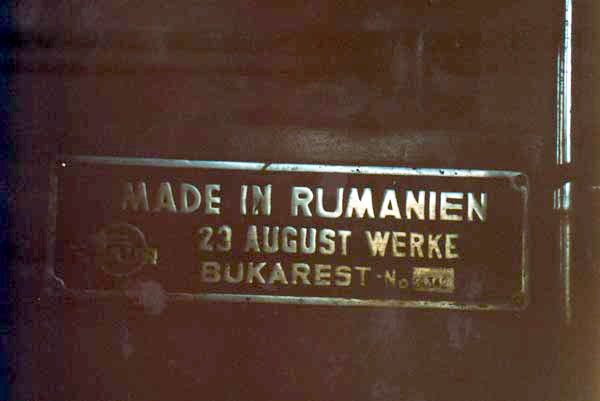 MADE IN RUMANIEN
23 AUGUST WERKE
BUKAREST-No